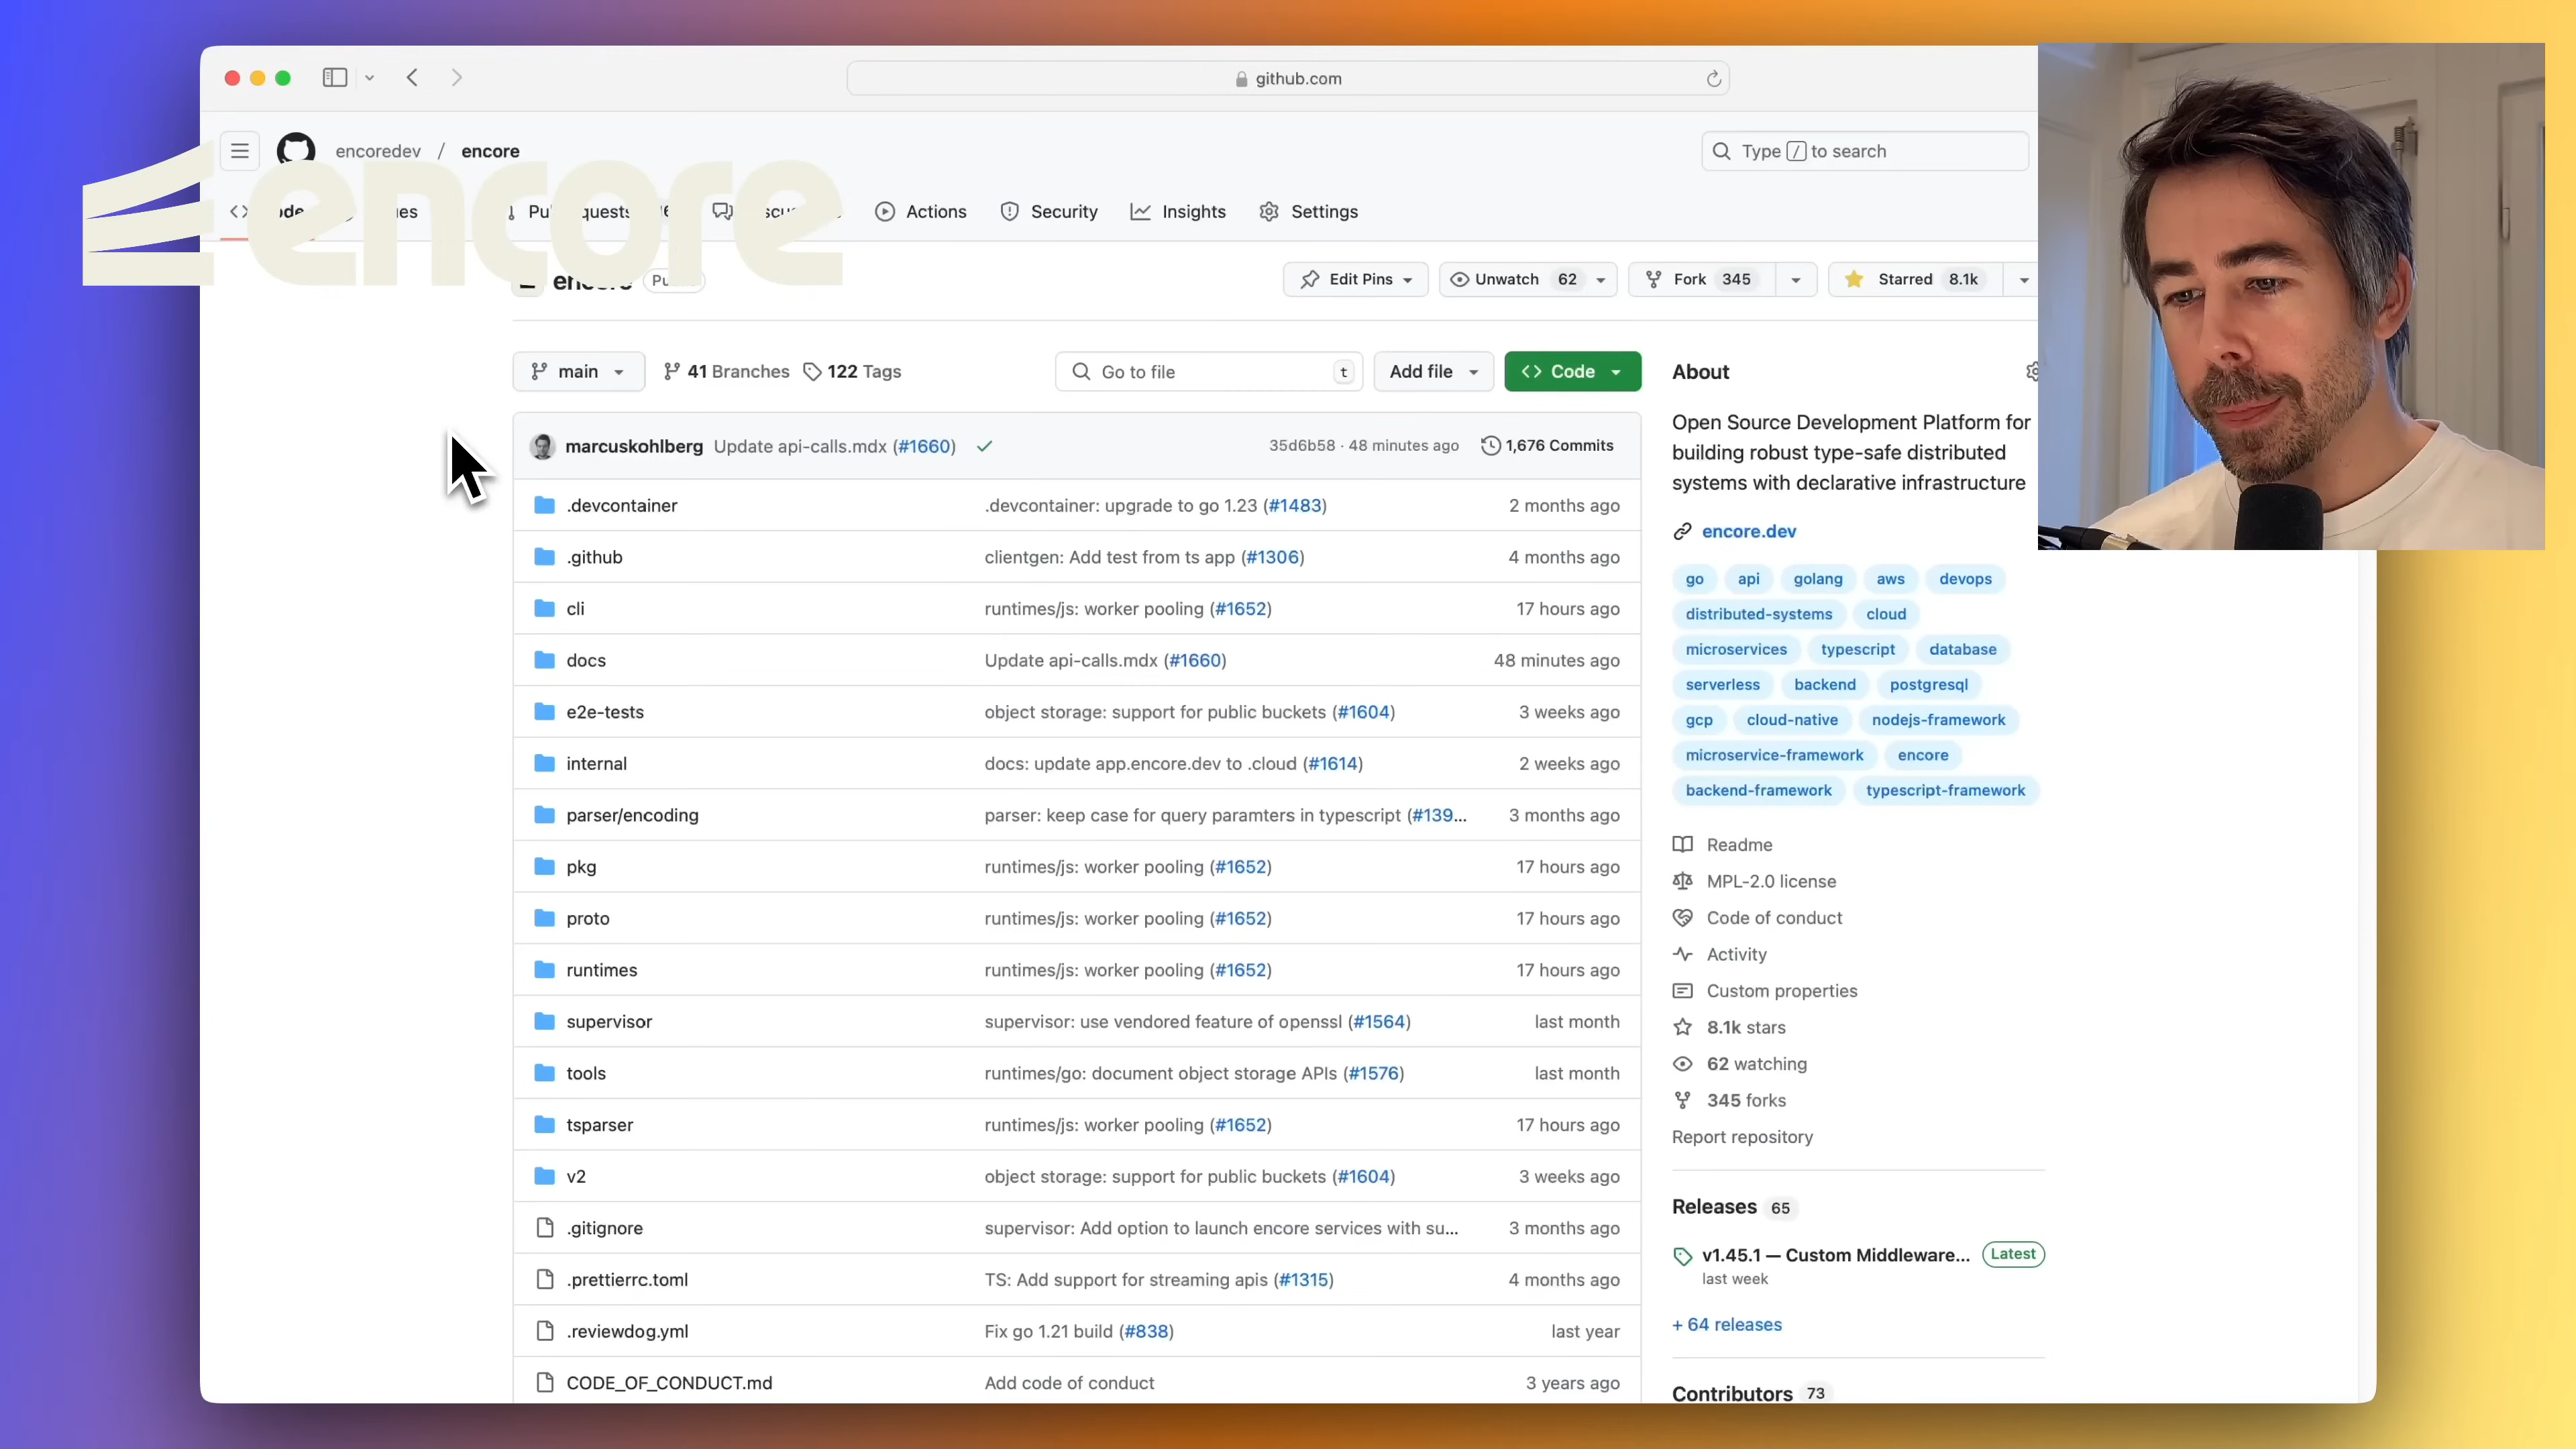 github.com
encoredev / encore
Type / to search
encore
Actions
Security
Insights
Settings
Edit Pins
Unwatch 62
Fork 345
Starred 8.1k
main
41 Branches
122 Tags
Go to file t
Add file
Code
marcuskohlberg Update api-calls.mdx (#1660)
35d6b58 · 48 minutes ago
1,676 Commits
.devcontainer .devcontainer: upgrade to go 1.23 (#1483) 2 months ago
.github clientgen: Add test from ts app (#1306) 4 months ago
cli runtimes/js: worker pooling (#1652) 17 hours ago
docs Update api-calls.mdx (#1660) 48 minutes ago
e2e-tests object storage: support for public buckets (#1604) 3 weeks ago
internal docs: update app.encore.dev to .cloud (#1614) 2 weeks ago
parser/encoding parser: keep case for query paramters in typescript (#139... 3 months ago
pkg runtimes/js: worker pooling (#1652) 17 hours ago
proto runtimes/js: worker pooling (#1652) 17 hours ago
runtimes runtimes/js: worker pooling (#1652) 17 hours ago
supervisor supervisor: use vendored feature of openssl (#1564) last month
tools runtimes/go: document object storage APIs (#1576) last month
tsparser runtimes/js: worker pooling (#1652) 17 hours ago
v2 object storage: support for public buckets (#1604) 3 weeks ago
.gitignore supervisor: Add option to launch encore services with su... 3 months ago
.prettierrc.toml TS: Add support for streaming apis (#1315) 4 months ago
.reviewdog.yml Fix go 1.21 build (#838) last year
CODE_OF_CONDUCT.md Add code of conduct 3 years ago
About
Open Source Development Platform for
building robust type-safe distributed
systems with declarative infrastructure
encore.dev
go api golang aws devops
distributed-systems cloud
microservices typescript database
serverless backend postgresql
gcp cloud-native nodejs-framework
microservice-framework encore
backend-framework typescript-framework
Readme
MPL-2.0 license
Code of conduct
Activity
Custom properties
8.1k stars
62 watching
345 forks
Report repository
Releases 65
v1.45.1 — Custom Middleware... Latest
last week
+ 64 releases
Contributors 73